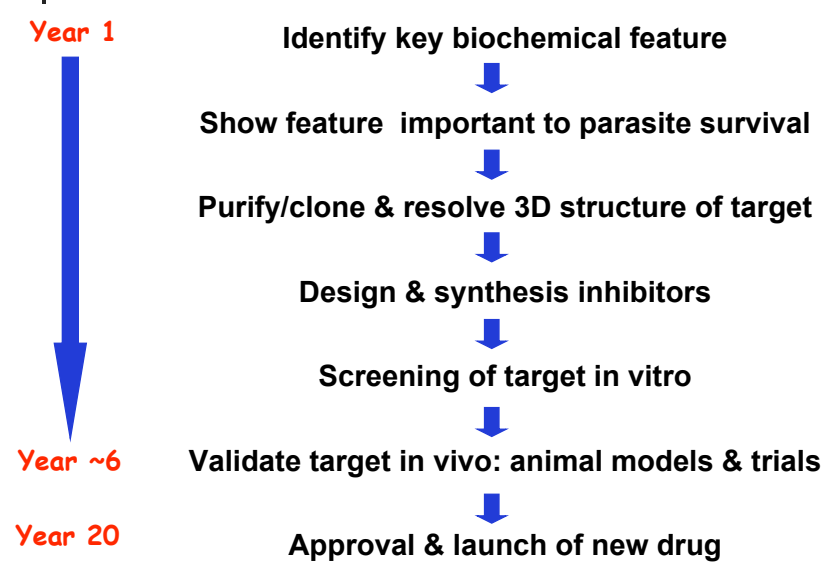 Year 1
Identify key biochemical feature
Show feature important to parasite survival
Purify/clone & resolve 3D structure of target
Design & synthesis inhibitors
Screening of target in vitro
Year ~6
Validate target in vivo: animal models & trials
Year 20
Approval & launch of new drug